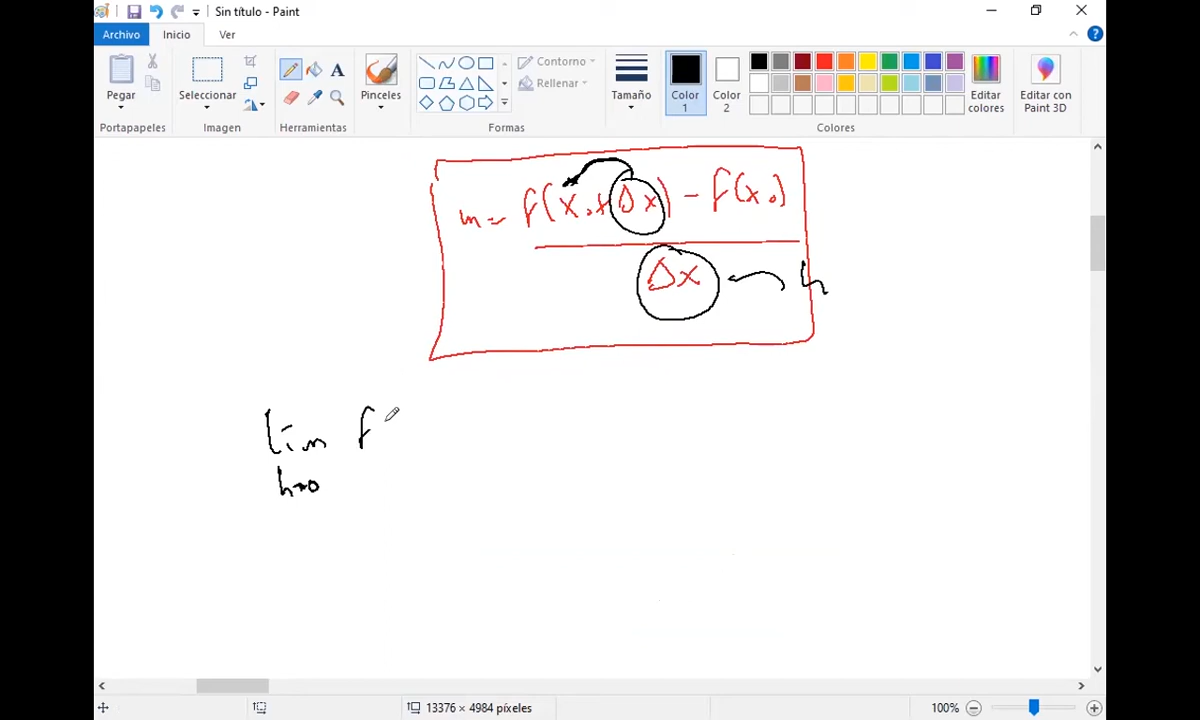 Sin título - Paint
Archivo Inicio Ver
Pegar Seleccionar A Pinceles Contorno Rellenar Tamaño Color 1 Color 2 Editar colores Editar con Paint 3D
Portapapeles Imagen Herramientas Formas Colores
m = f(x₀ + Δx) - f(x₀)
Δx h
lim f
h→0
13376 × 4984 píxeles 100%